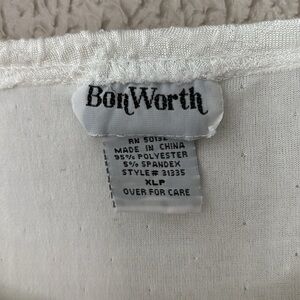 BonWorth
RN 50132
MADE IN CHINA
95% POLYESTER
5% SPANDEX
STYLE# 31335
XLP
OVER FOR CARE